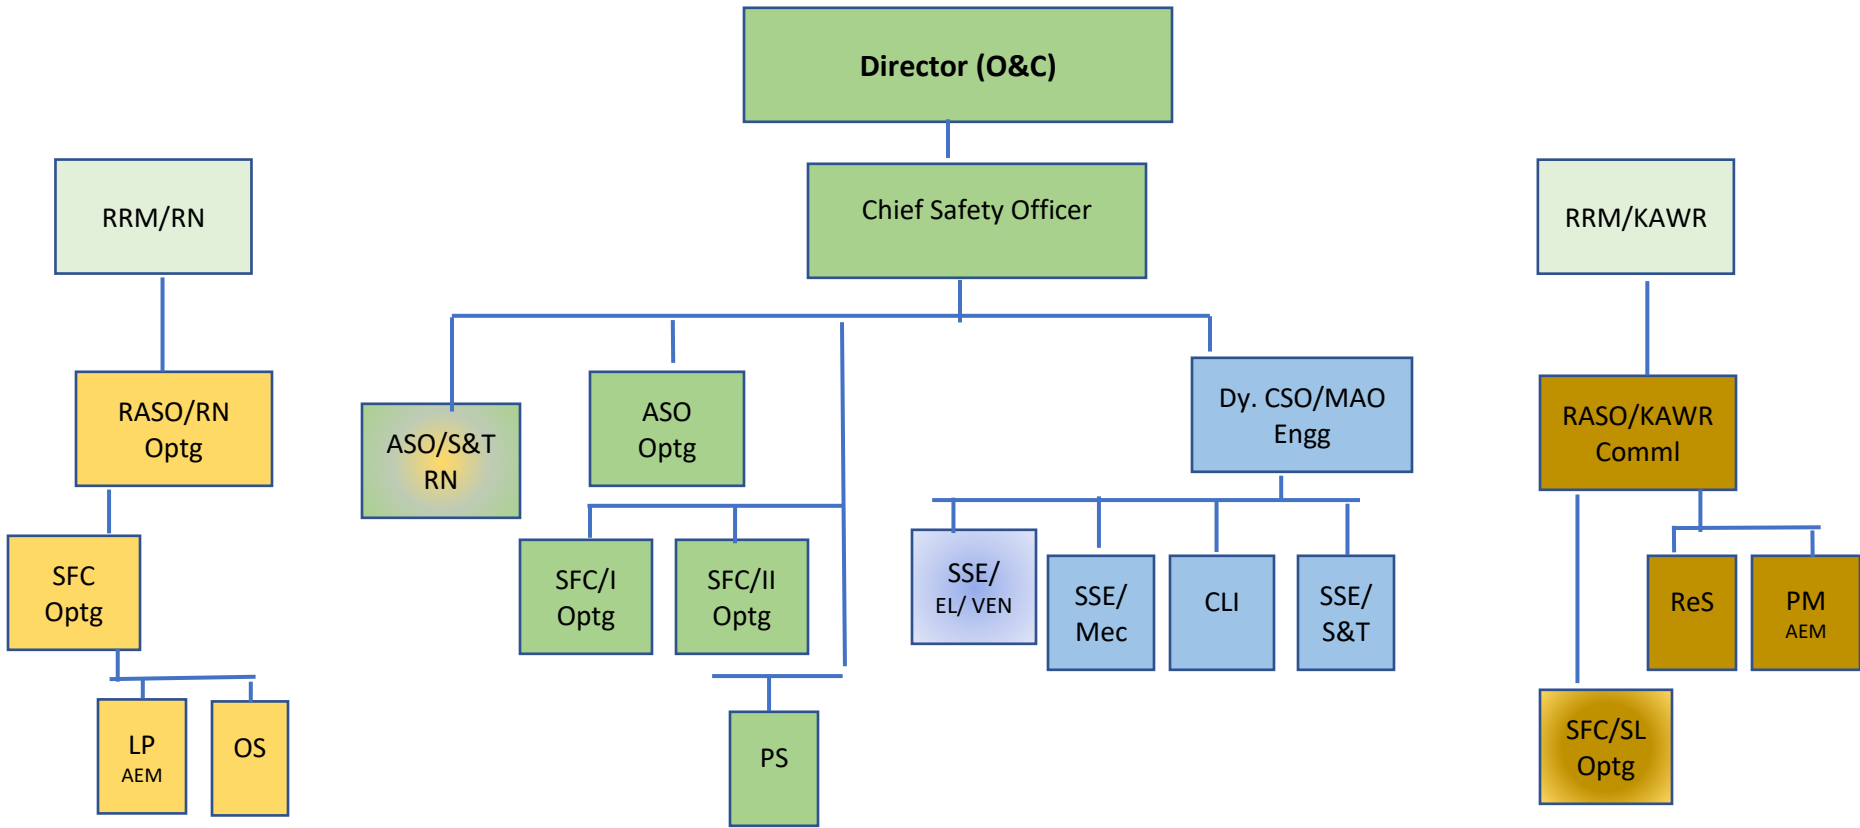 Director (O&C)
RRM/RN
Chief Safety Officer
RRM/KAWR
RASO/RN
Optg
ASO/S&T
RN
ASO
Optg
Dy. CSO/MAO
Engg
RASO/KAWR
Comml
SFC
Optg
SFC/I
Optg
SFC/II
Optg
SSE/
EL/ VEN
SSE/
Mec
CLI
SSE/
S&T
ReS
PM
AEM
LP
AEM
OS
PS
SFC/SL
Optg